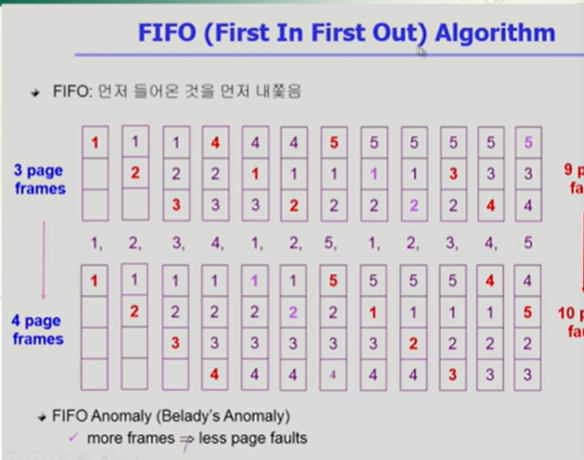 FIFO (First In First Out) Algorithm
FIFO: 먼저 들어온 것을 먼저 내쫓음
1 1 1 4 4 4 5 5 5 5 5 5
3 page frames
2 2 2 1 1 1 1 1 3 3 3
9 p
fa
3 3 3 2 2 2 2 2 4 4
1, 2, 3, 4, 1, 2, 5, 1, 2, 3, 4, 5
1 1 1 1 1 1 5 5 5 5 4 4
4 page frames
2 2 2 2 2 2 1 1 1 1 5
10 p
fau
3 3 3 3 3 3 2 2 2 2
4 4 4 4 4 4 3 3 3
FIFO Anomaly (Belady's Anomaly)
✓ more frames ⇏ less page faults